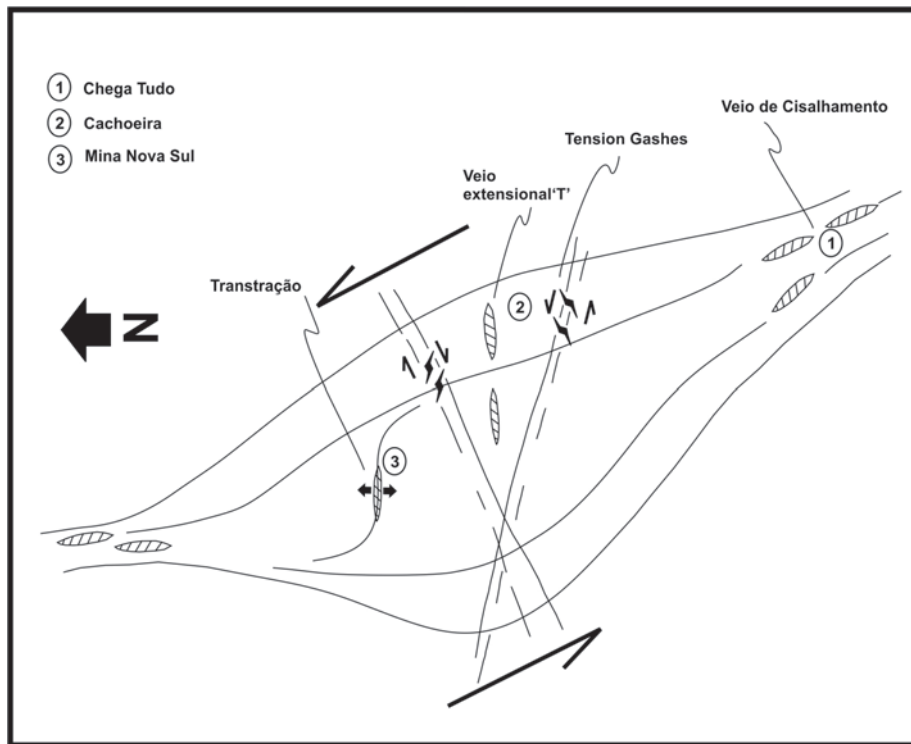 1 Chega Tudo
2 Cachoeira
3 Mina Nova Sul
Veio de Cisalhamento
Tension Gashes
Veio
extensional'T'
Transtração
N
1
2
3